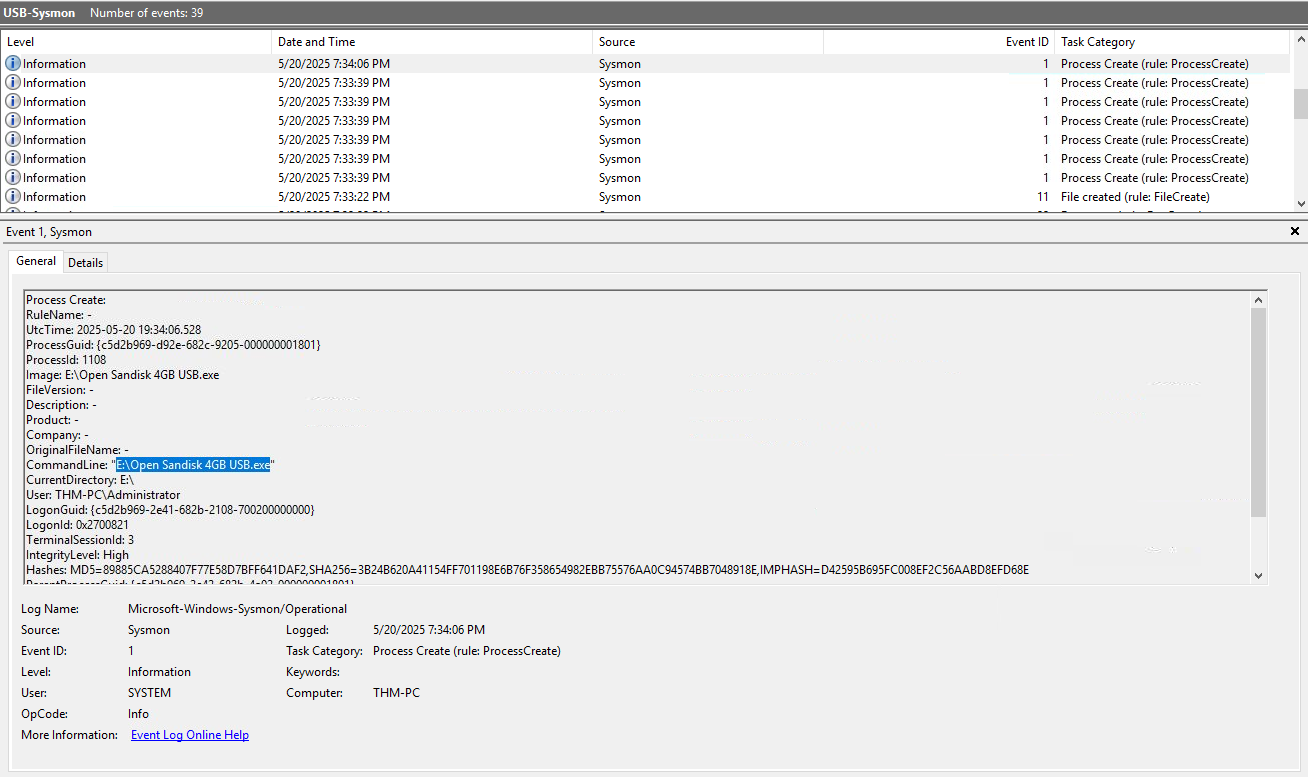 USB-Sysmon Number of events: 39
Level Date and Time Source Event ID Task Category
Information 5/20/2025 7:34:06 PM Sysmon 1 Process Create (rule: ProcessCreate)
Information 5/20/2025 7:33:39 PM Sysmon 1 Process Create (rule: ProcessCreate)
Information 5/20/2025 7:33:39 PM Sysmon 1 Process Create (rule: ProcessCreate)
Information 5/20/2025 7:33:39 PM Sysmon 1 Process Create (rule: ProcessCreate)
Information 5/20/2025 7:33:39 PM Sysmon 1 Process Create (rule: ProcessCreate)
Information 5/20/2025 7:33:39 PM Sysmon 1 Process Create (rule: ProcessCreate)
Information 5/20/2025 7:33:39 PM Sysmon 1 Process Create (rule: ProcessCreate)
Information 5/20/2025 7:33:22 PM Sysmon 11 File created (rule: FileCreate)
Event 1, Sysmon
General Details
Process Create:
RuleName: -
UtcTime: 2025-05-20 19:34:06.528
ProcessGuid: {c5d2b969-d92e-682c-9205-000000001801}
ProcessId: 1108
Image: E:\Open Sandisk 4GB USB.exe
FileVersion: -
Description: -
Product: -
Company: -
OriginalFileName: -
CommandLine: "E:\Open Sandisk 4GB USB.exe"
CurrentDirectory: E:\
User: THM-PC\Administrator
LogonGuid: {c5d2b969-2e41-682b-2108-700200000000}
LogonId: 0x2700821
TerminalSessionId: 3
IntegrityLevel: High
Hashes: MD5=89885CA5288407F77E58D7BFF641DAF2,SHA256=3B24B620A41154FF701198E6B76F358654982EBB75576AA0C94574BB7048918E,IMPHASH=D42595B695FC008EF2C56AABD8EFD68E
Log Name: Microsoft-Windows-Sysmon/Operational
Source: Sysmon Logged: 5/20/2025 7:34:06 PM
Event ID: 1 Task Category: Process Create (rule: ProcessCreate)
Level: Information Keywords:
User: SYSTEM Computer: THM-PC
OpCode: Info
More Information: Event Log Online Help